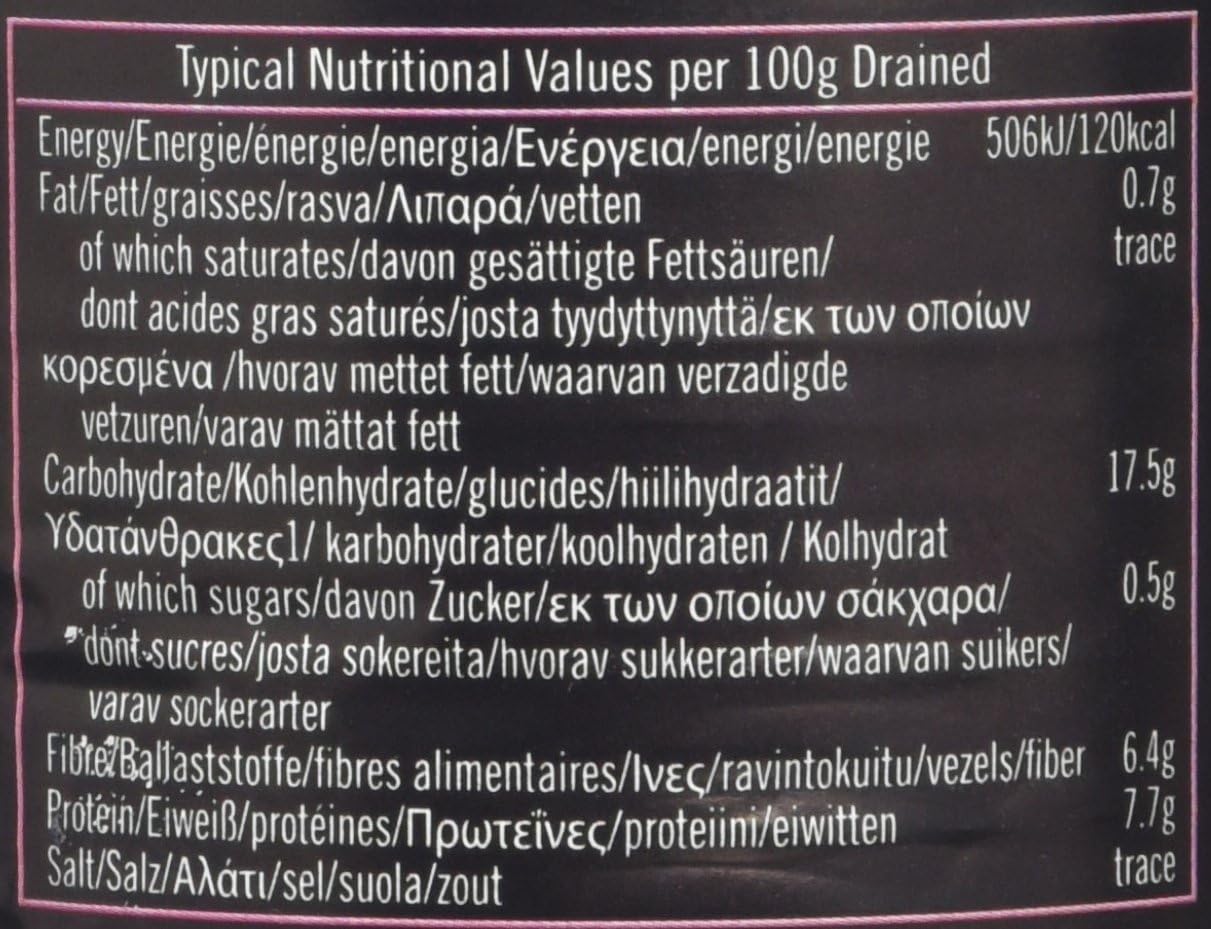 Typical Nutritional Values per 100g Drained
Energy/Energie/énergie/energia/Ενέργεια/energi/energie 506kJ/120kcal
Fat/Fett/graisses/rasva/Λιπαρά/vetten 0.7g
of which saturates/davon gesättigte Fettsäuren/ trace
dont acides gras saturés/josta tyydyttynyttä/εκ των οποίων
κορεσμένα /hvorav mettet fett/waarvan verzadigde
vetzuren/varav mättat fett
Carbohydrate/Kohlenhydrate/glucides/hiilihydraatit/ 17.5g
Υδατάνθρακες1/ karbohydrater/koolhydraten / Kolhydrat
of which sugars/davon Zucker/εκ των οποίων σάκχαρα/ 0.5g
dont sucres/josta sokereita/hvorav sukkerarter/waarvan suikers/
varav sockerarter
Fibre/Ballaststoffe/fibres alimentaires/Ινες/ravintokuitu/vezels/fiber 6.4g
Protein/Eiweiß/protéines/Πρωτεϊνες/proteiini/eiwitten 7.7g
Salt/Salz/Αλάτι/sel/suola/zout trace